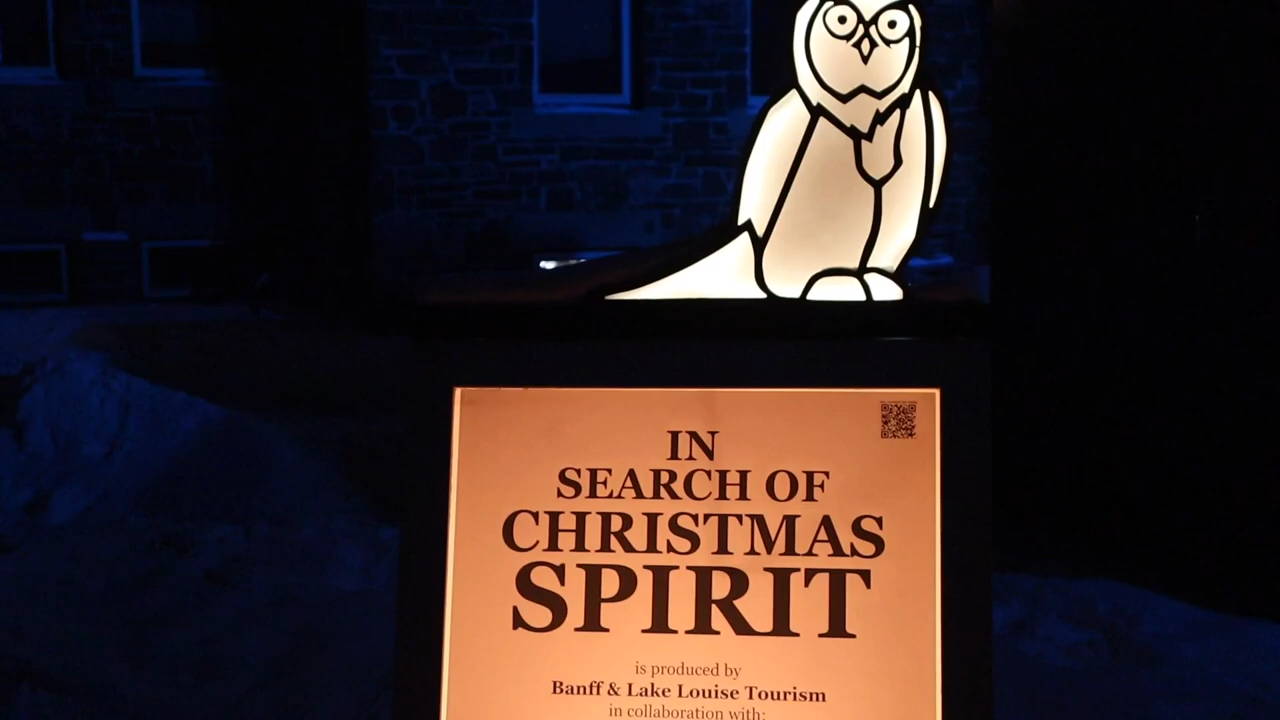 IN
SEARCH OF
CHRISTMAS
SPIRIT
is produced by
Banff & Lake Louise Tourism
in collaboration with: